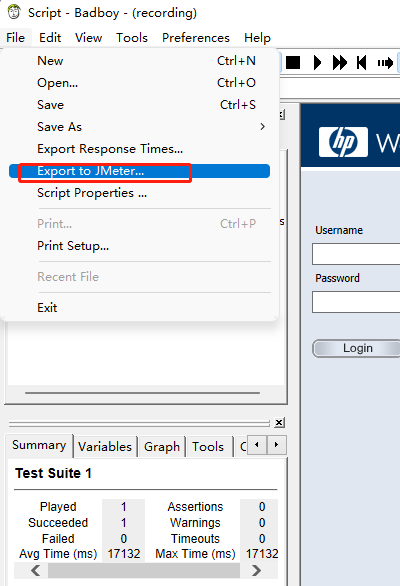 Script - Badboy - (recording)
File Edit View Tools Preferences Help
New Ctrl+N
Open... Ctrl+O
Save Ctrl+S
Save As
Export Response Times...
Export to JMeter...
Script Properties ...
Print... Ctrl+P
Print Setup...
Recent File
Exit
hp
Username
Password
Login
Summary Variables Graph Tools
Test Suite 1
Played 1 Assertions 0
Succeeded 1 Warnings 0
Failed 0 Timeouts 0
Avg Time (ms) 17132 Max Time (ms) 17132